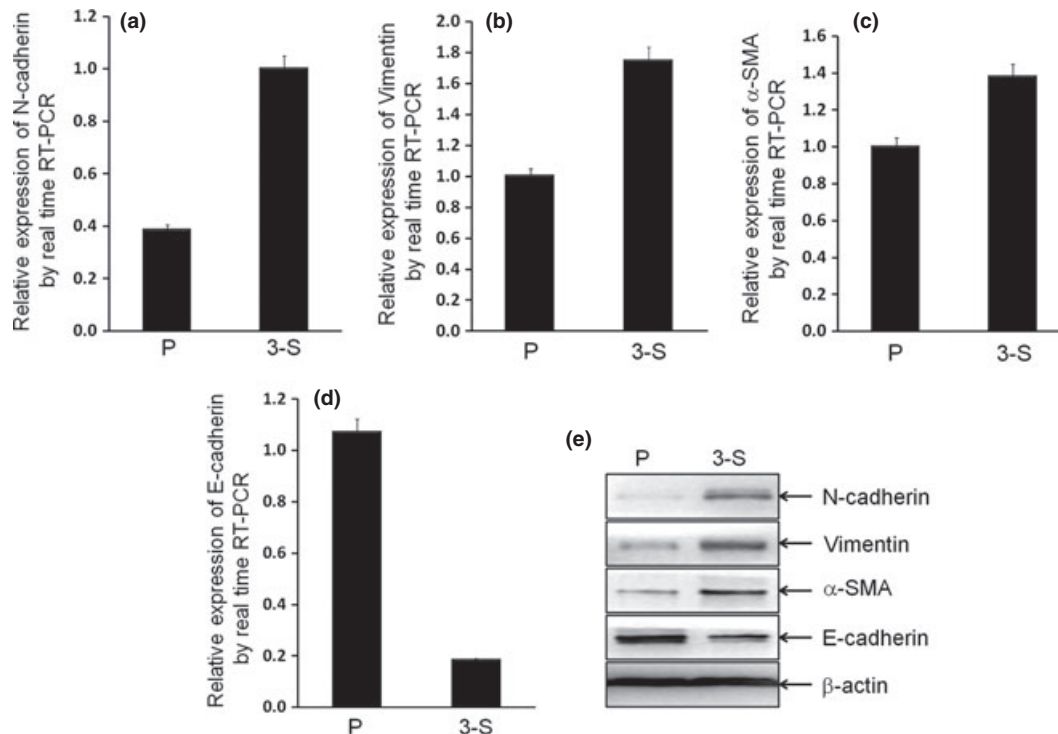 (a)
Relative expression of N-cadherin
by real time RT-PCR
1.2
1.0
0.8
0.6
0.4
0.2
0.0
P 3-S
(b)
Relative expression of Vimentin
by real time RT-PCR
2.0
1.8
1.6
1.4
1.2
1.0
0.8
0.6
0.4
0.2
0.0
P 3-S
(c)
Relative expression of α-SMA
by real time RT-PCR
1.6
1.4
1.2
1.0
0.8
0.6
0.4
0.2
0.0
P 3-S
(d)
Relative expression of E-cadherin
by real time RT-PCR
1.2
1.0
0.8
0.6
0.4
0.2
0.0
P 3-S
(e)
P 3-S
N-cadherin
Vimentin
α-SMA
E-cadherin
β-actin